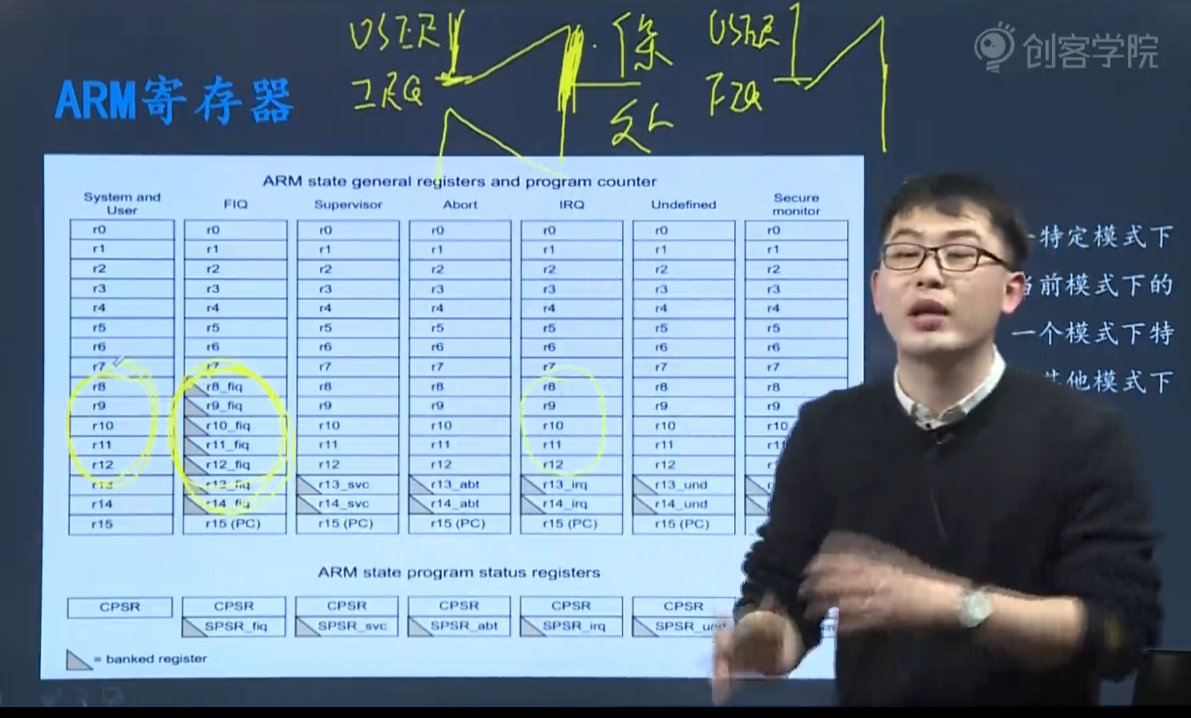 USER 保 USER
创客学院
ARM寄存器
IRQ FIQ
ARM state general registers and program counter
System and User FIQ Supervisor Abort IRQ Undefined Secure monitor
r0 r0 r0 r0 r0 r0 r0
r1 r1 r1 r1 r1 r1 r1
r2 r2 r2 r2 r2 r2 r2
r3 r3 r3 r3 r3 r3 r3
r4 r4 r4 r4 r4 r4 r4
r5 r5 r5 r5 r5 r5 r5
r6 r6 r6 r6 r6 r6 r6
r7 r7 r7 r7 r7 r7 r7
r8 r8_fiq r8 r8 r8 r8 r8
r9 r9_fiq r9 r9 r9 r9 r9
r10 r10_fiq r10 r10 r10 r10 r10
r11 r11_fiq r11 r11 r11 r11
r12 r12_fiq r12 r12 r12 r12
r13 r13_fiq r13_svc r13_abt r13_irq r13_und
r14 r14_fiq r14_svc r14_abt r14_irq r14_und
r15 r15 (PC) r15 (PC) r15 (PC) r15 (PC) r15 (PC)
特定模式下
当前模式下的
一个模式下特
其他模式下
ARM state program status registers
CPSR CPSR CPSR CPSR CPSR CPSR
SPSR_fiq SPSR_svc SPSR_abt SPSR_irq SPSR_und
= banked register